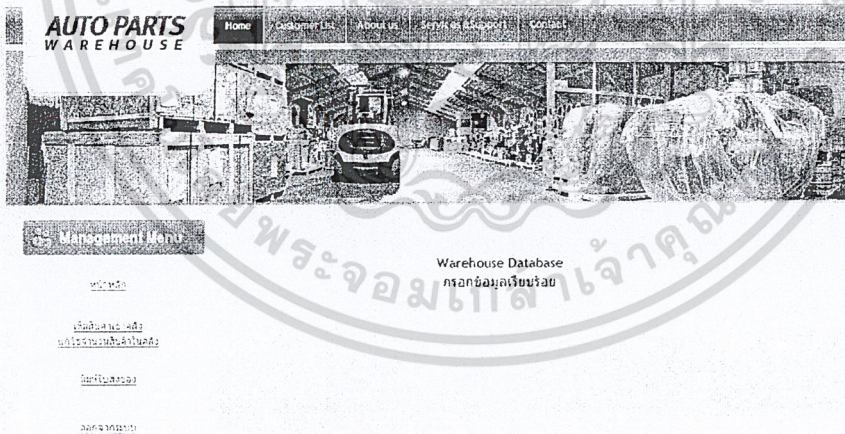 AUTO PARTS
WAREHOUSE
Home Customer List About us Services & Support Contact
Management Menu
Warehouse Database
กรอกข้อมูลเรียบร้อย
หน้าหลัก
เพิ่มสินค้าเข้าคลัง
แก้ไขจำนวนสินค้าในคลัง
พิมพ์ใบส่งของ
ออกจากระบบ